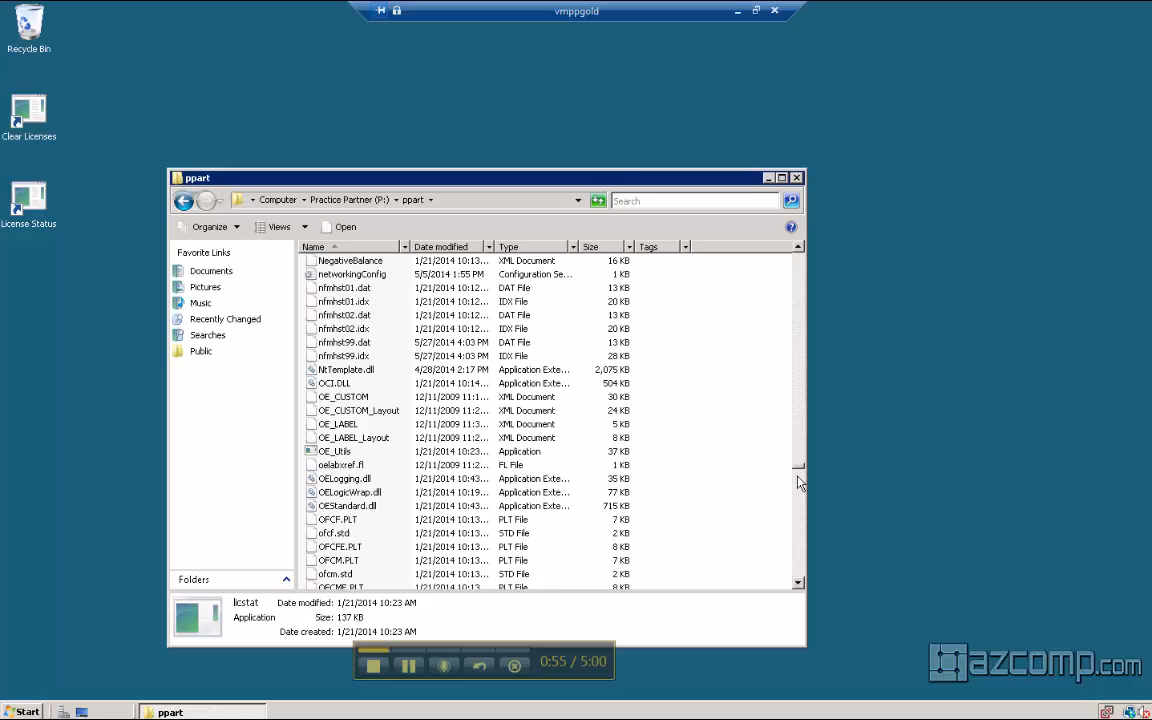 vmppgold
Recycle Bin
Clear Licenses
License Status
ppart
Computer Practice Partner (P:) ppart
Search
Organize Views Open
Favorite Links
Documents
Pictures
Music
Recently Changed
Searches
Public
Folders
Name Date modified Type Size Tags
NegativeBalance 1/21/2014 10:13... XML Document 16 KB
networkingConfig 5/5/2014 1:55 PM Configuration Se... 1 KB
nfmhst01.dat 1/21/2014 10:12... DAT File 13 KB
nfmhst01.idx 1/21/2014 10:12... IDX File 20 KB
nfmhst02.dat 1/21/2014 10:12... DAT File 13 KB
nfmhst02.idx 1/21/2014 10:12... IDX File 20 KB
nfmhst99.dat 5/27/2014 4:03 PM DAT File 13 KB
nfmhst99.idx 5/27/2014 4:03 PM IDX File 28 KB
NtTemplate.dll 4/28/2014 2:17 PM Application Exte... 2,075 KB
OCI.DLL 1/21/2014 10:14... Application Exte... 504 KB
OE_CUSTOM 12/11/2009 11:1... XML Document 30 KB
OE_CUSTOM_Layout 12/11/2009 11:2... XML Document 24 KB
OE_LABEL 12/11/2009 11:2... XML Document 5 KB
OE_LABEL_Layout 12/11/2009 11:2... XML Document 8 KB
OE_Utils 1/21/2014 10:23... Application 37 KB
oelabxref.fl 12/11/2009 11:2... FL File 1 KB
OELogging.dll 1/21/2014 10:43... Application Exte... 35 KB
OELogicWrap.dll 1/21/2014 10:19... Application Exte... 77 KB
OEStandard.dll 1/21/2014 10:43... Application Exte... 715 KB
OFCF.PLT 1/21/2014 10:13... PLT File 7 KB
ofcf.std 1/21/2014 10:13... STD File 2 KB
OFCFE.PLT 1/21/2014 10:13... PLT File 8 KB
OFCM.PLT 1/21/2014 10:13... PLT File 7 KB
ofcm.std 1/21/2014 10:13... STD File 2 KB
OFCME.PLT 1/21/2014 10:13... PLT File 8 KB
licstat Date modified: 1/21/2014 10:23 AM
Application Size: 137 KB
Date created: 1/21/2014 10:23 AM
0:55 / 5:00
azcomp.com
Start ppart